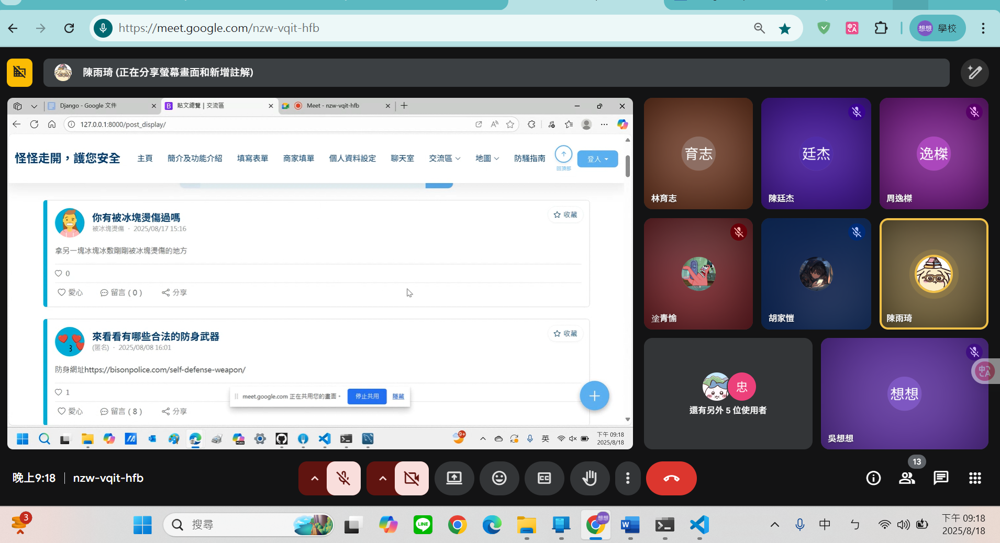 https://meet.google.com/nzw-vqit-hfb
想想 學校
陳雨琦 (正在分享螢幕畫面和新增註解)
Django - Google 文件
貼文總覽 | 交流區
Meet - nzw-vqit-hfb
127.0.0.1:8000/post_display/
怪怪走開，護您安全 主頁 簡介及功能介紹 填寫表單 商家填單 個人資料設定 聊天室 交流區 地圖 防騷指南 回頂部 登入
你有被冰塊燙傷過嗎
被冰塊燙傷 · 2025/08/17 15:16
收藏
拿另一塊冰塊冰敷剛剛被冰塊燙傷的地方
0
愛心 留言 ( 0 ) 分享
來看看有哪些合法的防身武器
(匿名) · 2025/08/08 16:01
收藏
防身網址https://bisonpolice.com/self-defense-weapon/
1
愛心 留言 ( 8 ) 分享
meet.google.com 正在共用您的畫面。 停止共用 隱藏
9+
M365
英
下午 09:18
2025/8/18
育志
林育志
廷杰
陳廷杰
逸榤
周逸榤
塗青愉
胡家愷
陳雨琦
忠
還有另外 5 位使用者
想想
吳想想
晚上9:18 | nzw-vqit-hfb
CC
13
3
搜尋
LINE
中
ㄅ
下午 09:18
2025/8/18